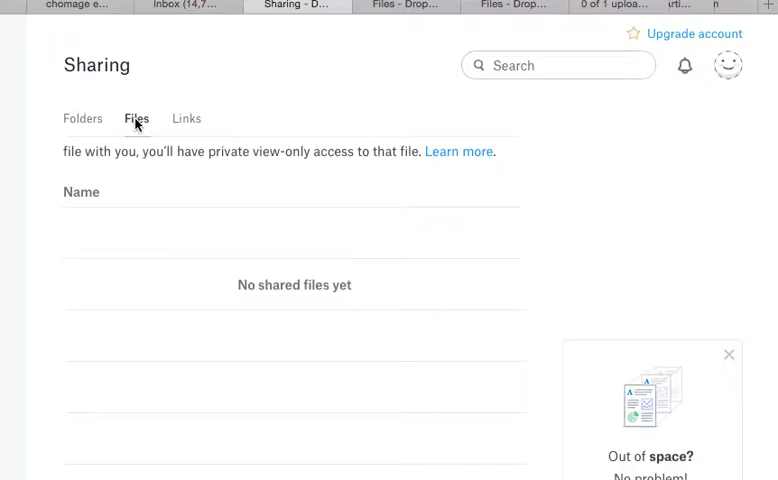 chomage e...
Inbox (14,7...
Sharing - D...
Files - Drop...
Files - Drop...
0 of 1 uploa...
Upgrade account
Sharing
Search
Folders
Files
Links
file with you, you'll have private view-only access to that file. Learn more.
Name
No shared files yet
Out of space?
No problem!